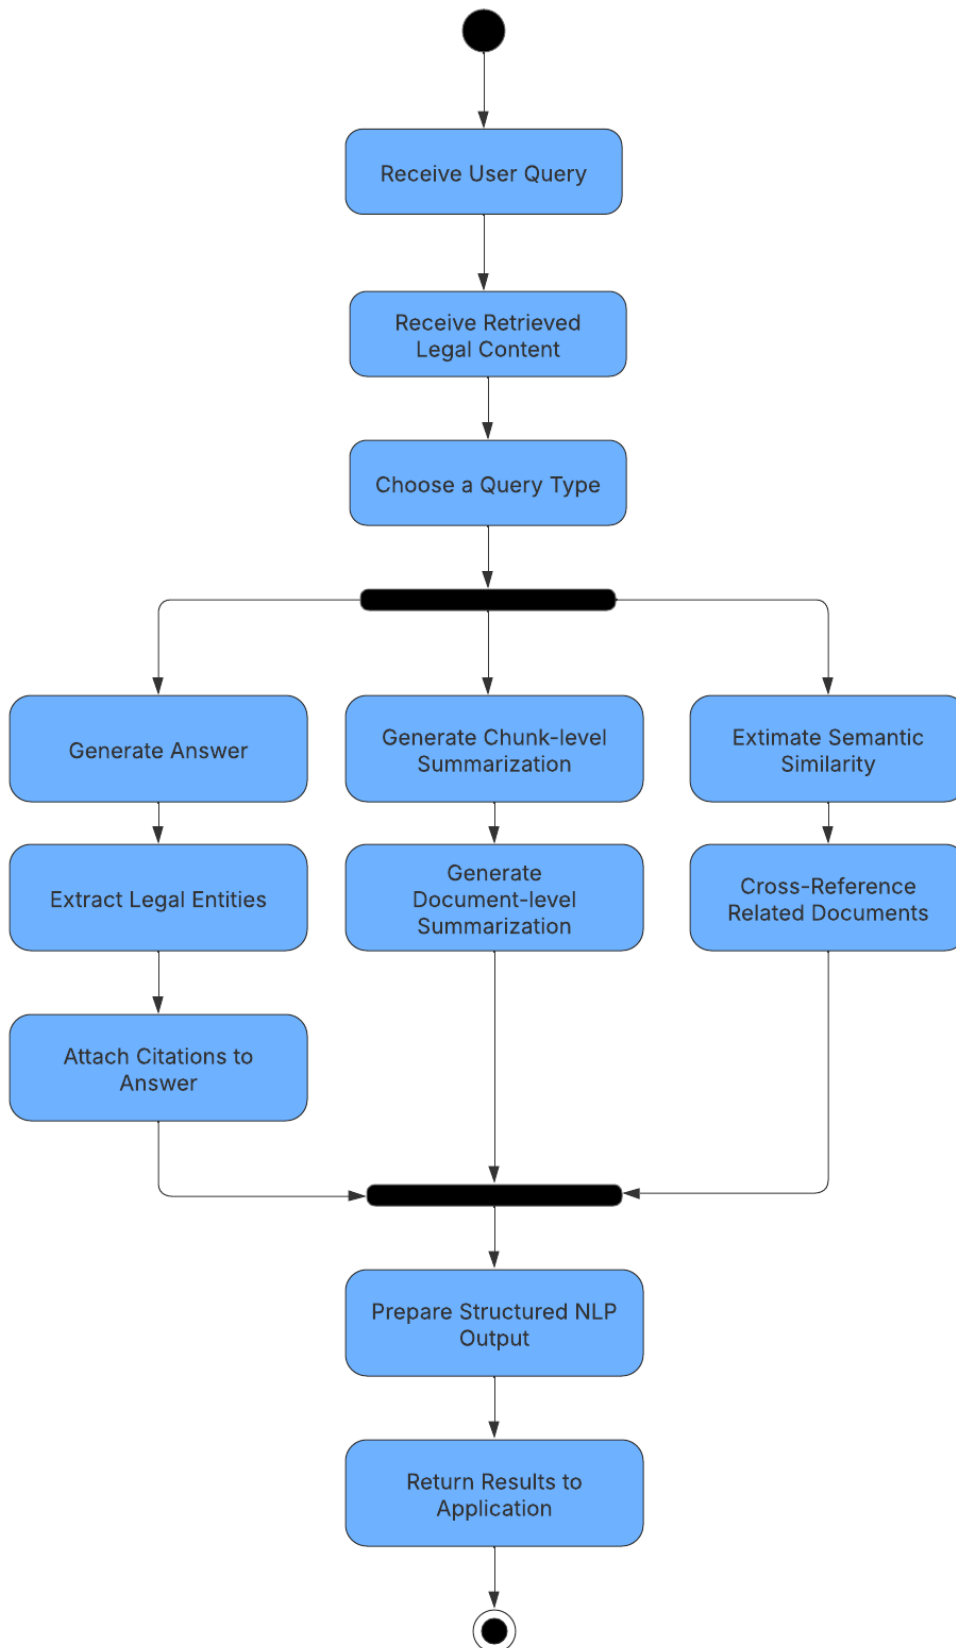 Receive User Query
Receive Retrieved
Legal Content
Choose a Query Type
Generate Answer
Generate Chunk-level
Summarization
Extimate Semantic
Similarity
Extract Legal Entities
Generate
Document-level
Summarization
Cross-Reference
Related Documents
Attach Citations to
Answer
Prepare Structured NLP
Output
Return Results to
Application